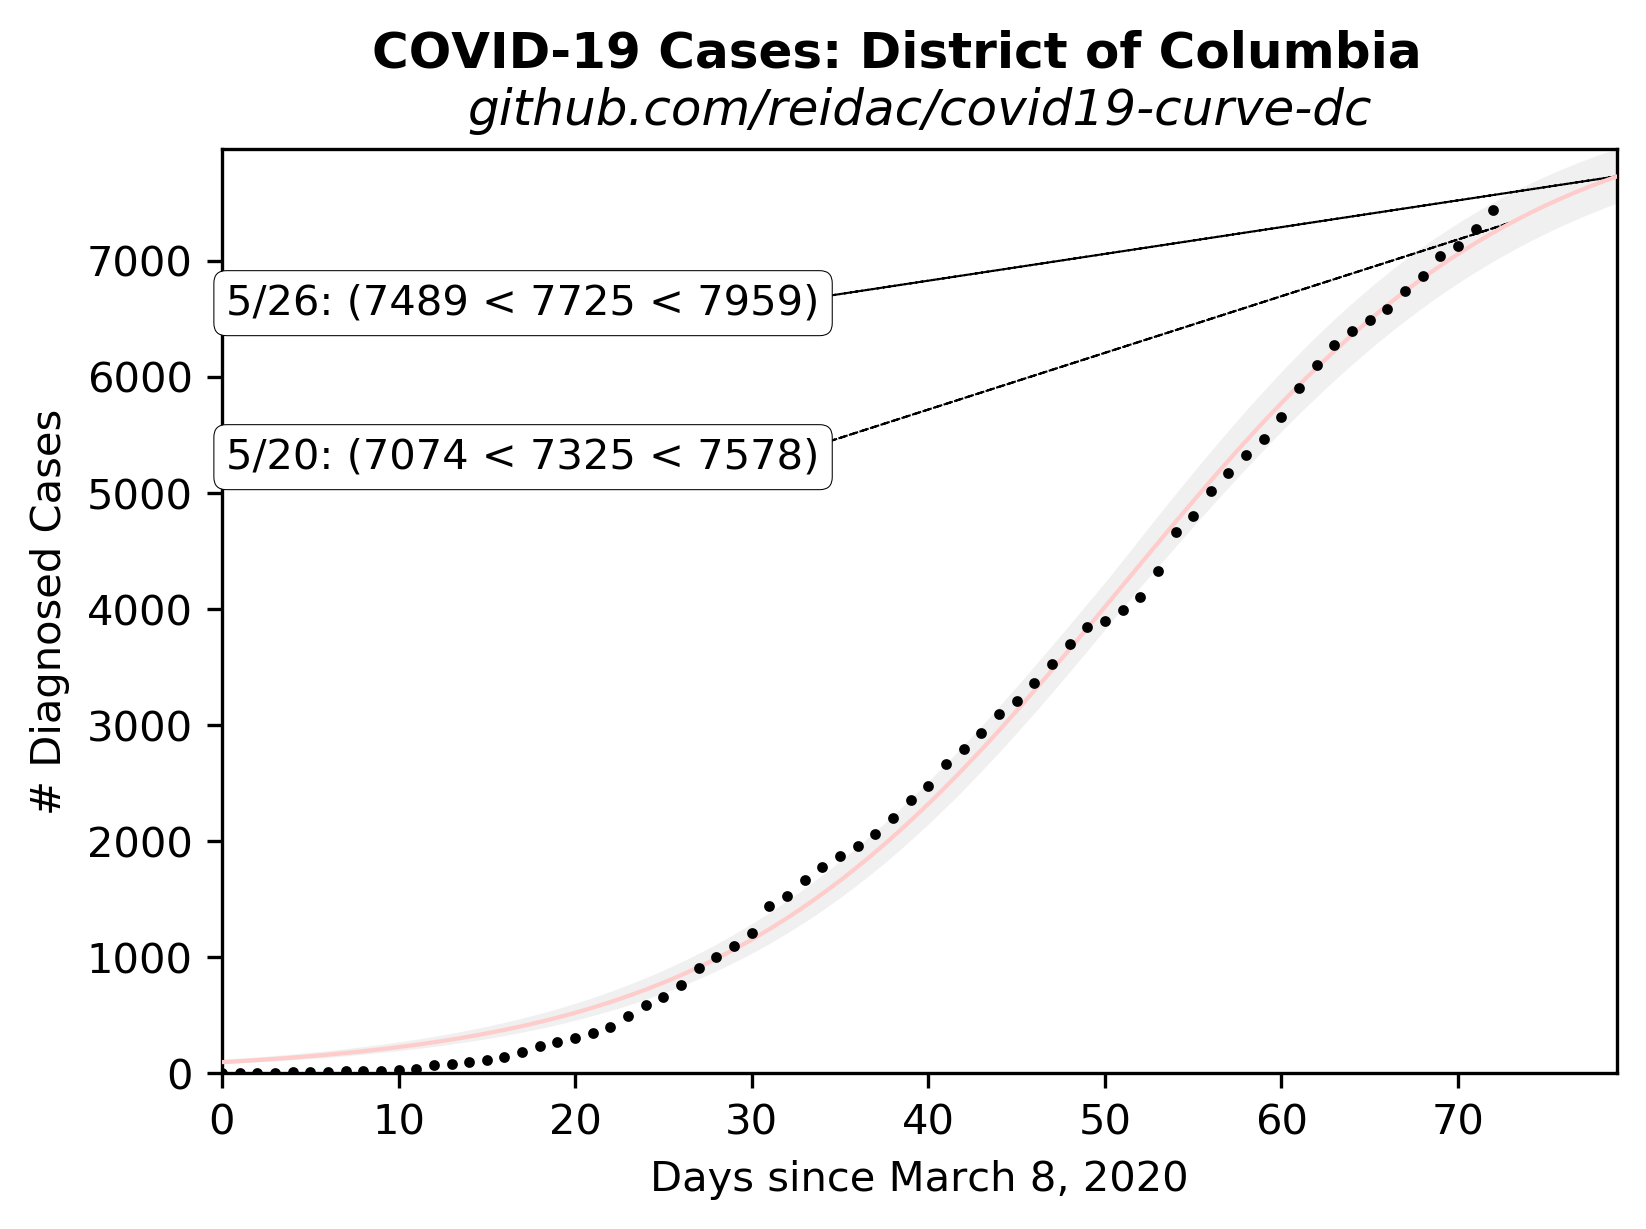 COVID-19 Cases: District of Columbia
github.com/reidac/covid19-curve-dc
# Diagnosed Cases
7000
6000
5000
4000
3000
2000
1000
0
5/26: (7489 < 7725 < 7959)
5/20: (7074 < 7325 < 7578)
0 10 20 30 40 50 60 70
Days since March 8, 2020